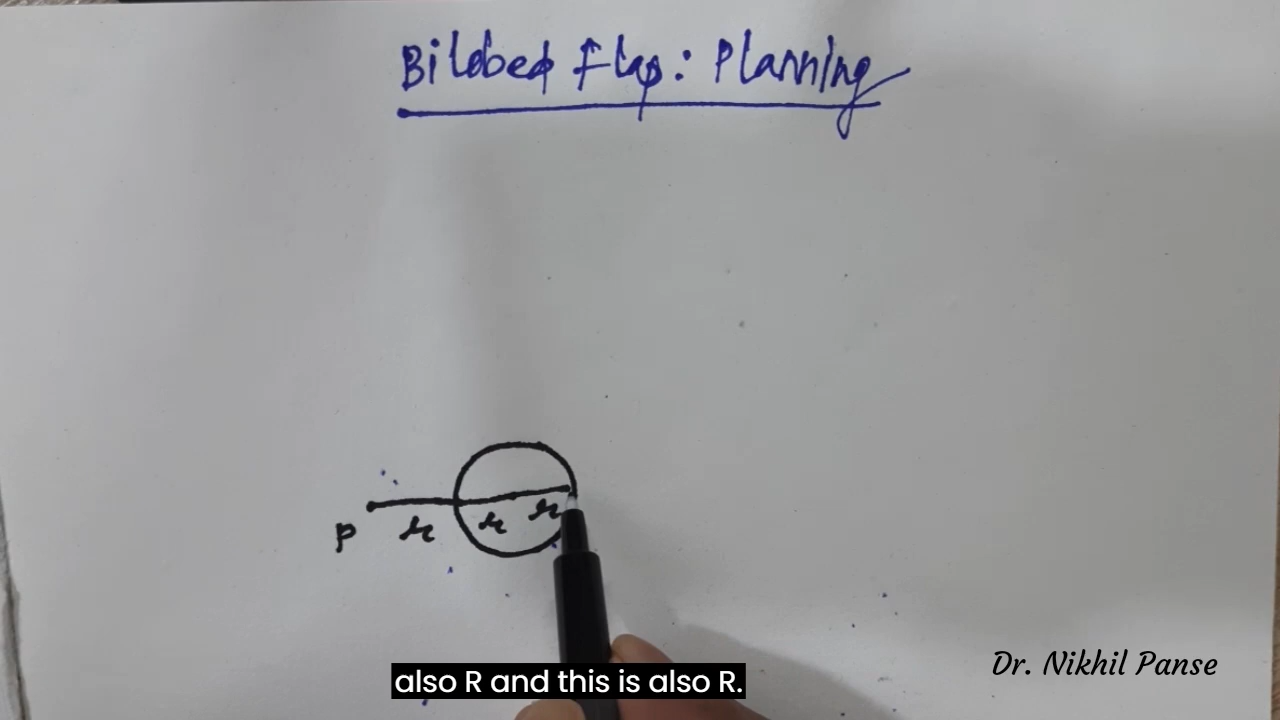 Bilobed Flap: Planning
P r r r
Dr. Nikhil Panse
also R and this is also R.